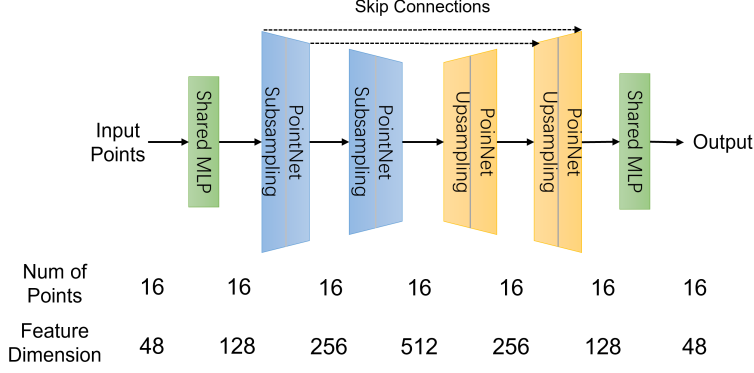 Skip Connections
Input
Points
Shared MLP
PointNet
Subsampling
PointNet
Subsampling
PoinNet
Upsampling
PoinNet
Upsampling
Shared MLP
Output
Num of
Points
16 16 16 16 16 16 16
Feature
Dimension
48 128 256 512 256 128 48